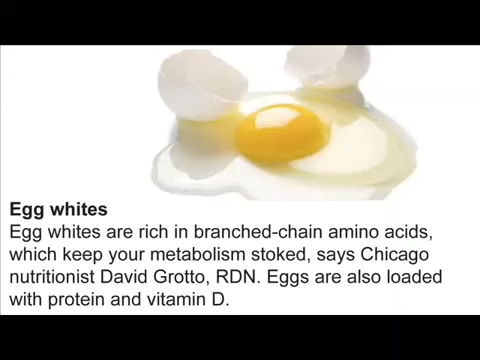 Egg whites
Egg whites are rich in branched-chain amino acids,
which keep your metabolism stoked, says Chicago
nutritionist David Grotto, RDN. Eggs are also loaded
with protein and vitamin D.